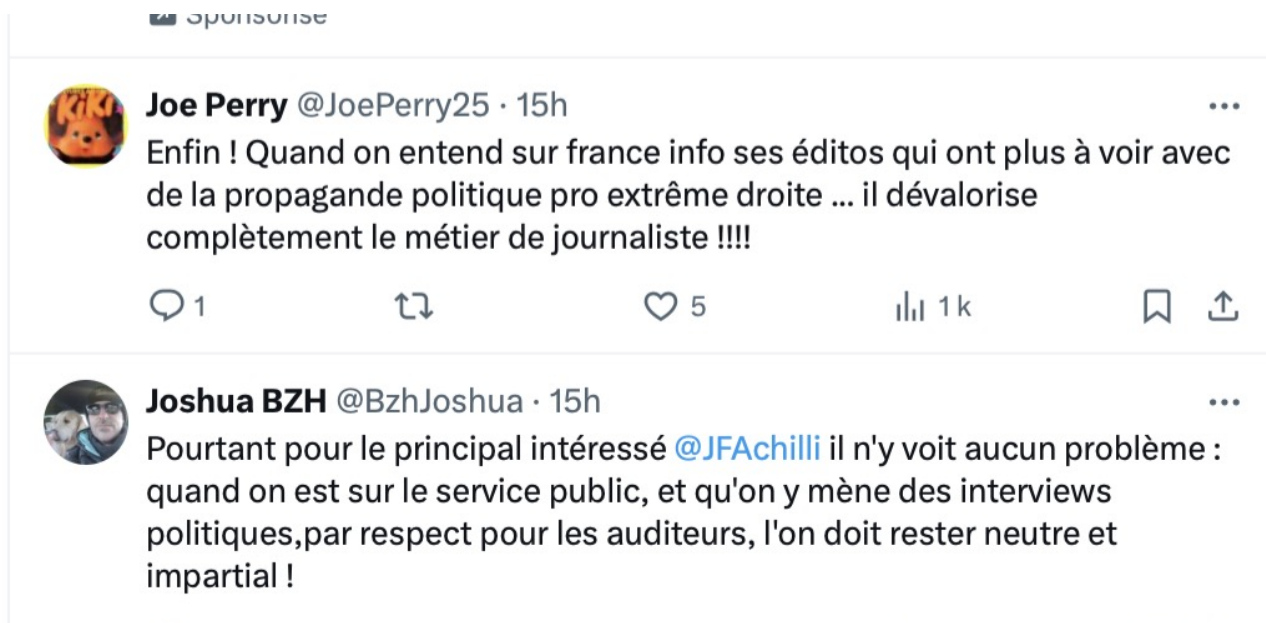 Sponsorisé
Joe Perry @JoePerry25 · 15h
Enfin ! Quand on entend sur france info ses éditos qui ont plus à voir avec
de la propagande politique pro extrême droite ... il dévalorise
complètement le métier de journaliste !!!!
KiKi
1
5
1 k
Joshua BZH @BzhJoshua · 15h
Pourtant pour le principal intéressé @JFAchilli il n'y voit aucun problème :
quand on est sur le service public, et qu'on y mène des interviews
politiques,par respect pour les auditeurs, l'on doit rester neutre et
impartial !